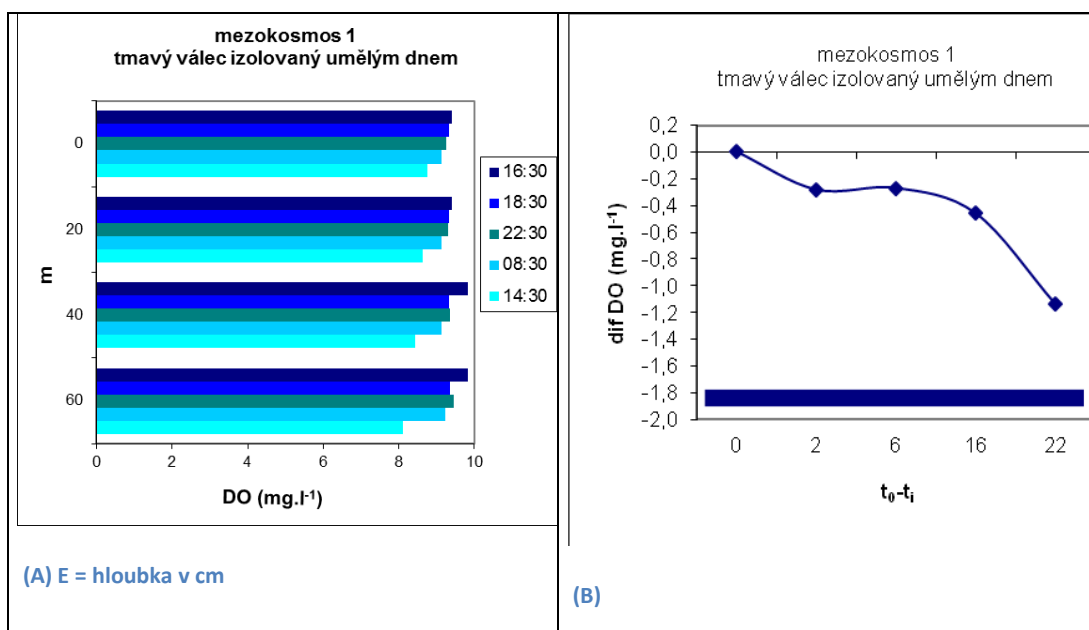 mezokosmos 1
tmavý válec izolovaný umělým dnem
m
0
20
40
60
0 2 4 6 8 10
DO (mg.l⁻¹)
16:30
18:30
22:30
08:30
14:30
(A) E = hloubka v cm
mezokosmos 1
tmavý válec izolovaný umělým dnem
dif DO (mg.l⁻¹)
0,2
0,0
-0,2
-0,4
-0,6
-0,8
-1,0
-1,2
-1,4
-1,6
-1,8
-2,0
0 2 6 16 22
t₀-tᵢ
(B)